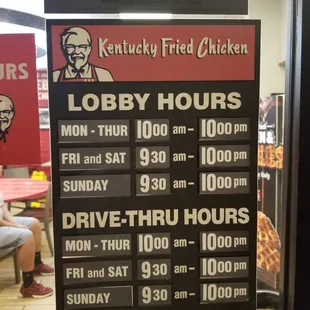 Kentucky Fried Chicken
LOBBY HOURS
MON - THUR 10 00 am - 10 00 pm
FRI and SAT 9 30 am - 10 00 pm
SUNDAY 9 30 am - 10 00 pm
DRIVE-THRU HOURS
MON - THUR 10 00 am - 10 00 pm
FRI and SAT 9 30 am - 10 00 pm
SUNDAY 9 30 am - 10 00 pm
URS